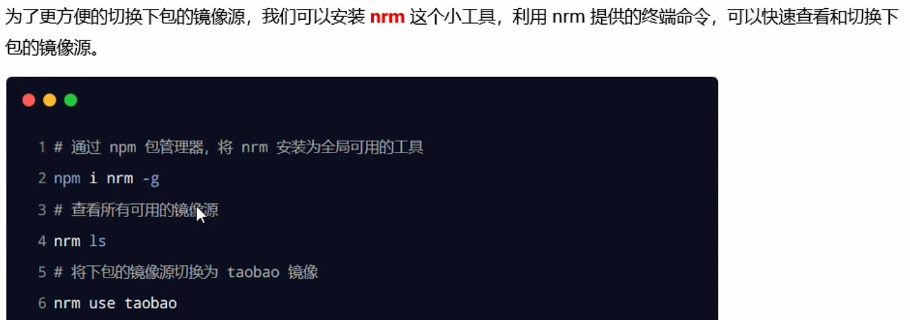 为了更方便的切换下包的镜像源，我们可以安装 nrm 这个小工具，利用 nrm 提供的终端命令，可以快速查看和切换下
包的镜像源。
1 # 通过 npm 包管理器，将 nrm 安装为全局可用的工具
2 npm i nrm -g
3 # 查看所有可用的镜像源
4 nrm ls
5 # 将下包的镜像源切换为 taobao 镜像
6 nrm use taobao